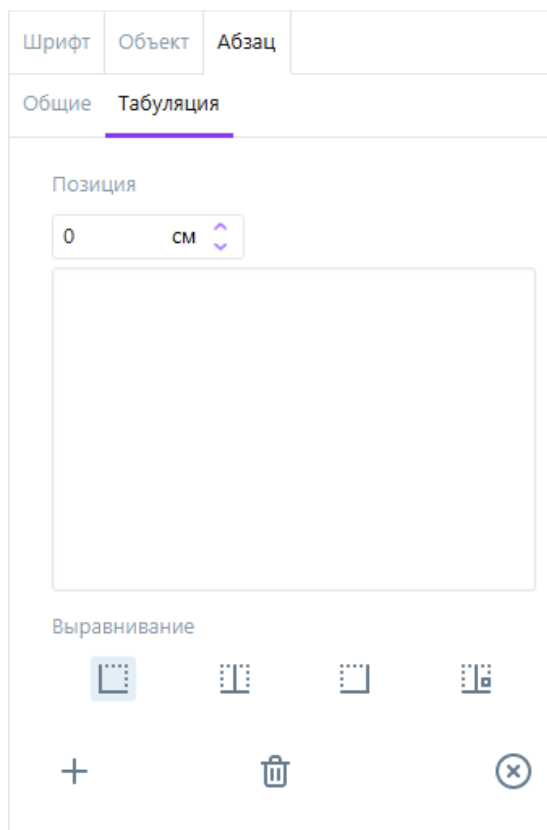 Шрифт Объект Абзац
Общие Табуляция
Позиция
0 см
Выравнивание